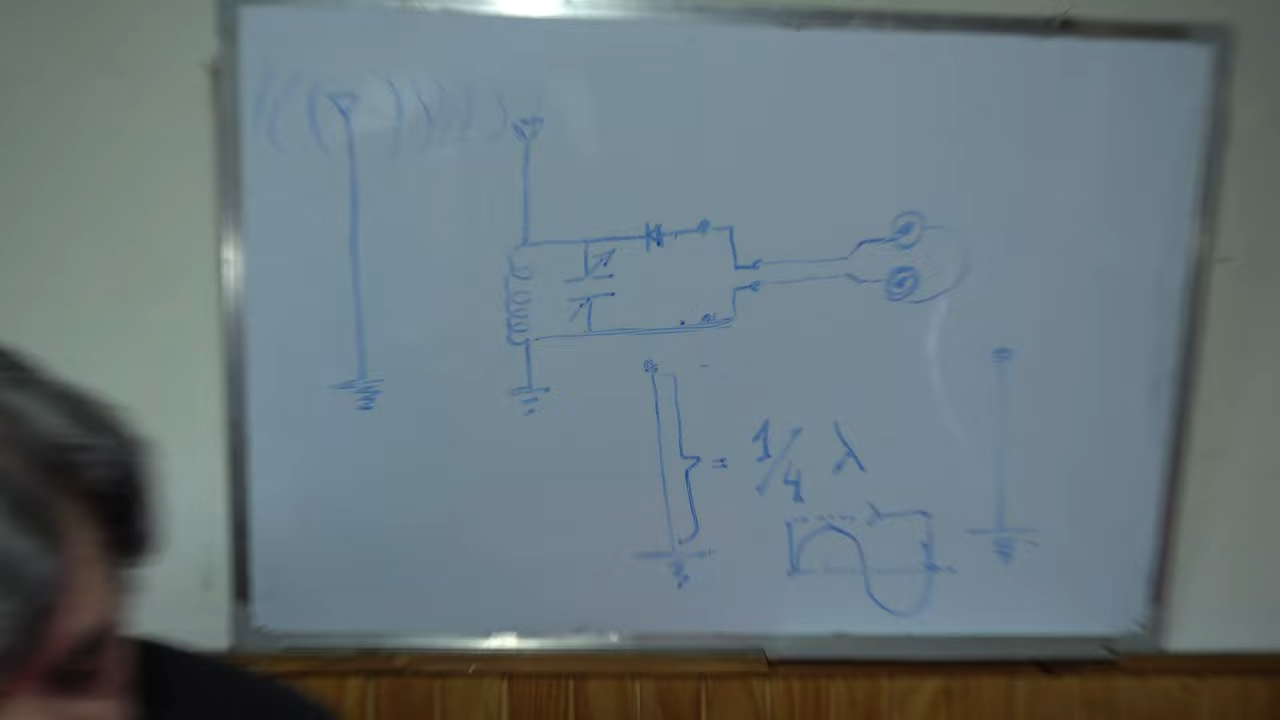 = 1/4 λ